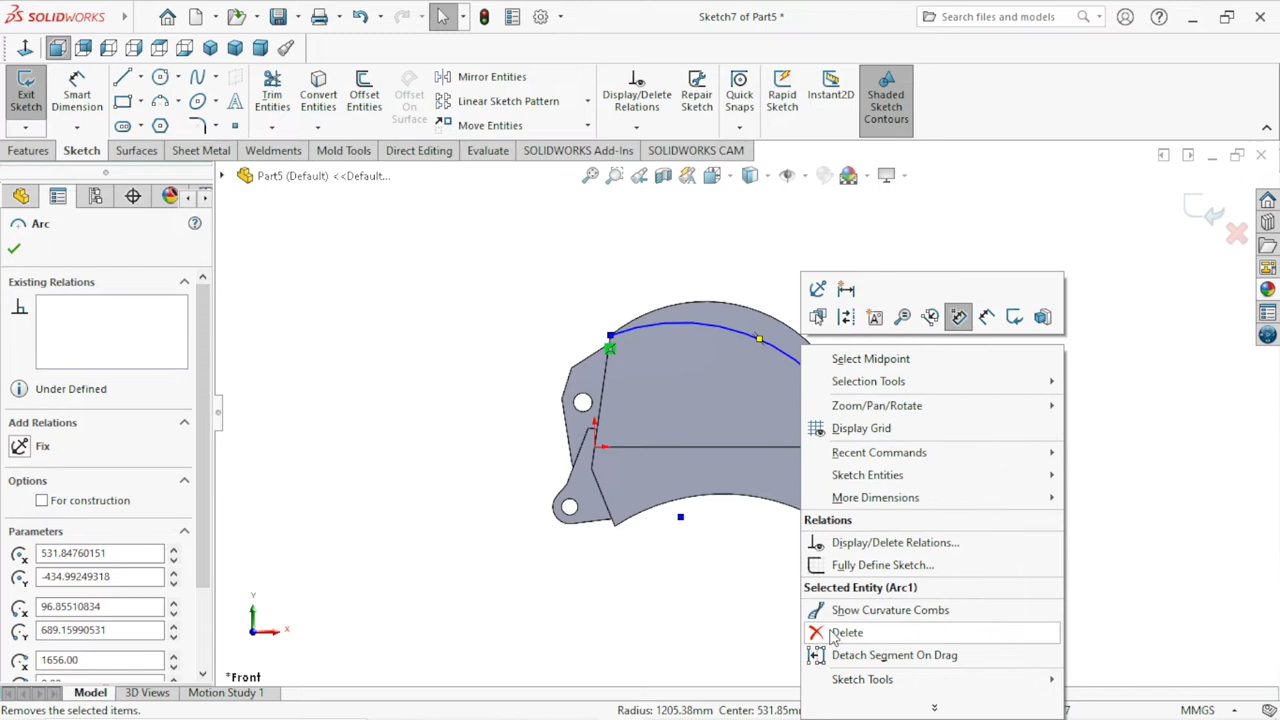 SOLIDWORKS
Sketch7 of Part5 *
Search files and models
Exit Sketch
Smart Dimension
Trim Entities
Convert Entities
Offset Entities
Offset On Surface
Mirror Entities
Linear Sketch Pattern
Move Entities
Display/Delete Relations
Repair Sketch
Quick Snaps
Rapid Sketch
Instant2D
Shaded Sketch Contours
Features
Sketch
Surfaces
Sheet Metal
Weldments
Mold Tools
Direct Editing
Evaluate
SOLIDWORKS Add-Ins
SOLIDWORKS CAM
Part5 (Default) <<Default...
Arc
Existing Relations
Under Defined
Add Relations
Fix
Options
For construction
Parameters
531.84760151
-434.99249318
96.85510834
689.15990531
1656.00
Select Midpoint
Selection Tools
Zoom/Pan/Rotate
Display Grid
Recent Commands
Sketch Entities
More Dimensions
Relations
Display/Delete Relations...
Fully Define Sketch...
Selected Entity (Arc1)
Show Curvature Combs
Delete
Detach Segment On Drag
Sketch Tools
Y
X
*Front
Model
3D Views
Motion Study 1
Removes the selected items.
Radius: 1205.38mm Center: 531.85
MMGS